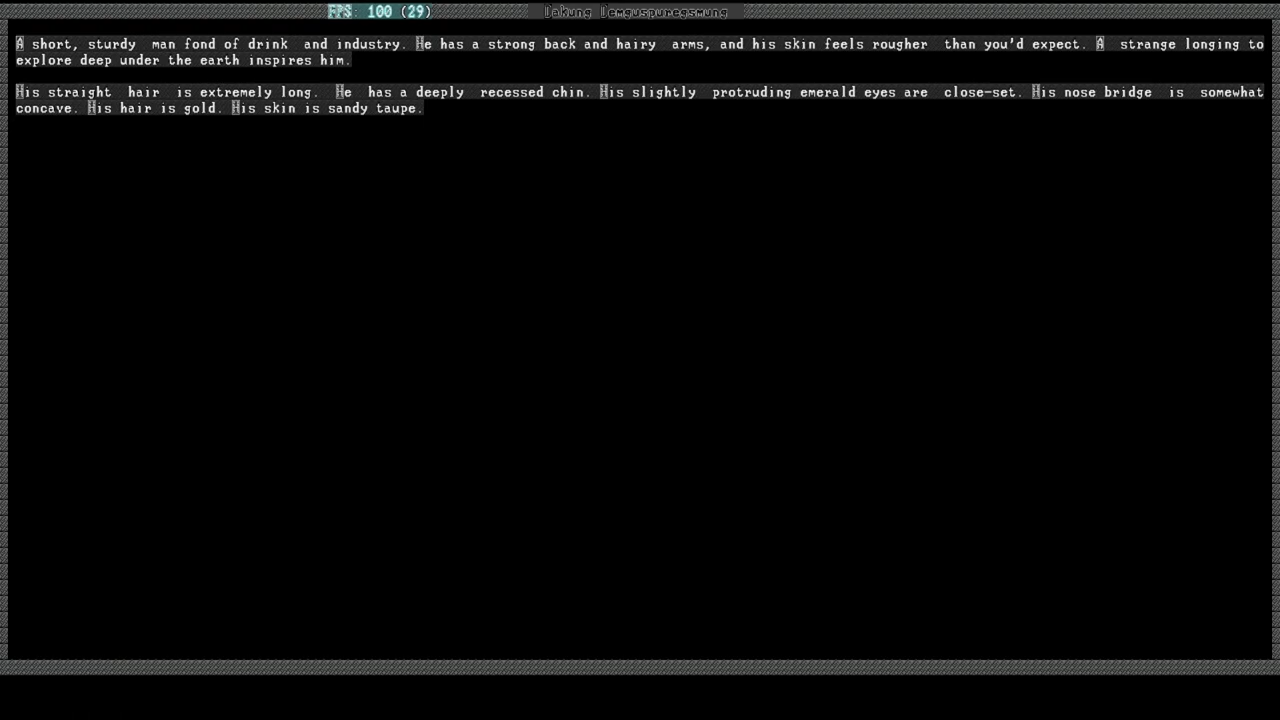 FPS: 100 (29)
A short, sturdy man fond of drink and industry. He has a strong back and hairy arms, and his skin feels rougher than you'd expect. A strange longing to
explore deep under the earth inspires him.
His straight hair is extremely long. He has a deeply recessed chin. His slightly protruding emerald eyes are close-set. His nose bridge is somewhat
concave. His hair is gold. His skin is sandy taupe.